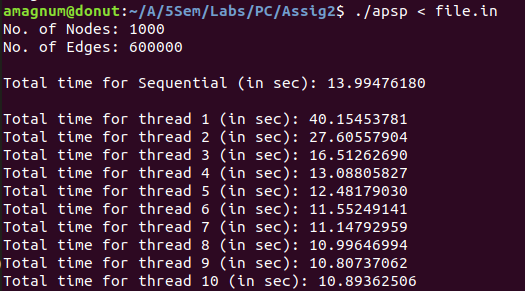 amagnum@donut:~/A/5Sem/Labs/PC/Assig2$ ./apsp < file.in
No. of Nodes: 1000
No. of Edges: 600000
Total time for Sequential (in sec): 13.99476180
Total time for thread 1 (in sec): 40.15453781
Total time for thread 2 (in sec): 27.60557904
Total time for thread 3 (in sec): 16.51262690
Total time for thread 4 (in sec): 13.08805827
Total time for thread 5 (in sec): 12.48179030
Total time for thread 6 (in sec): 11.55249141
Total time for thread 7 (in sec): 11.14792959
Total time for thread 8 (in sec): 10.99646994
Total time for thread 9 (in sec): 10.80737062
Total time for thread 10 (in sec): 10.89362506